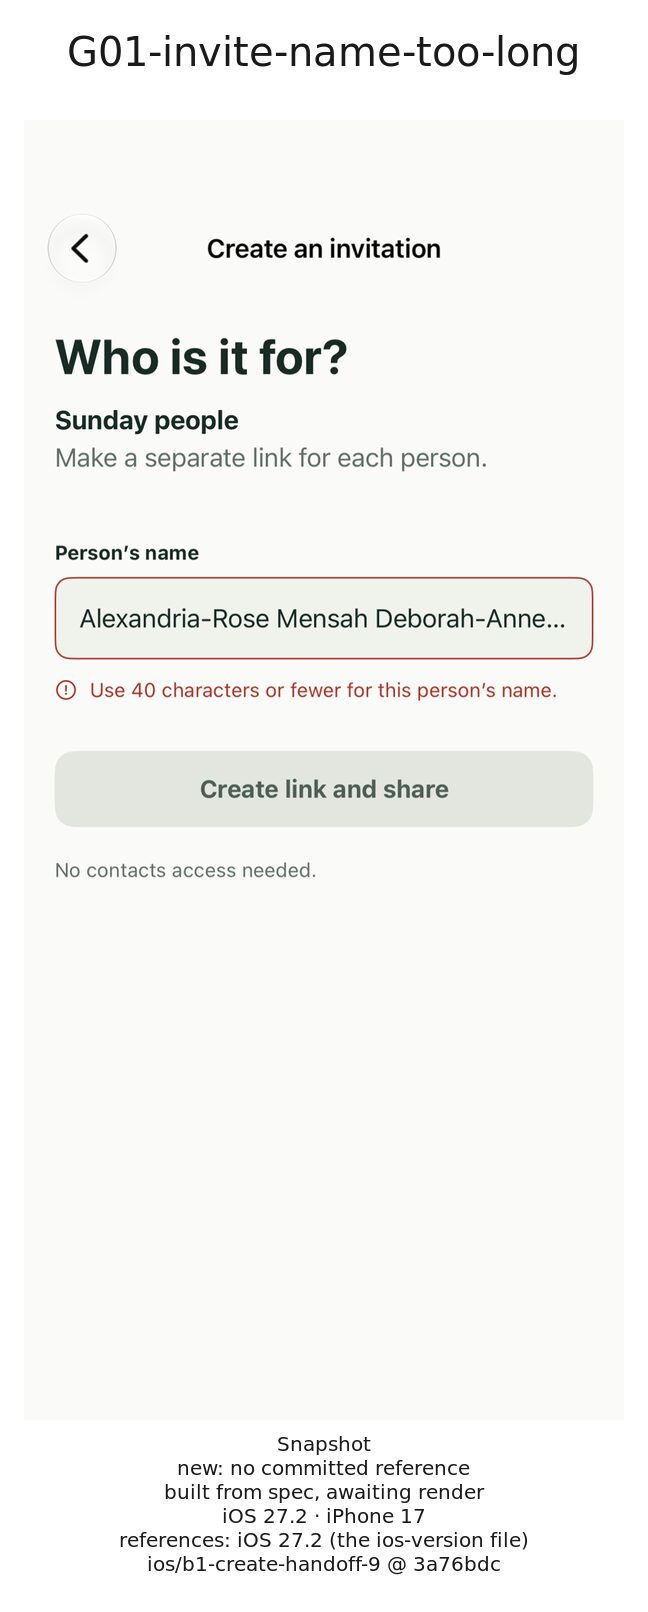 G01-invite-name-too-long
Create an invitation
Who is it for?
Sunday people
Make a separate link for each person.
Person’s name
Alexandria-Rose Mensah Deborah-Anne…
Use 40 characters or fewer for this person’s name.
Create link and share
No contacts access needed.
Snapshot
new: no committed reference
built from spec, awaiting render
iOS 27.2 · iPhone 17
references: iOS 27.2 (the ios-version file)
ios/b1-create-handoff-9 @ 3a76bdc